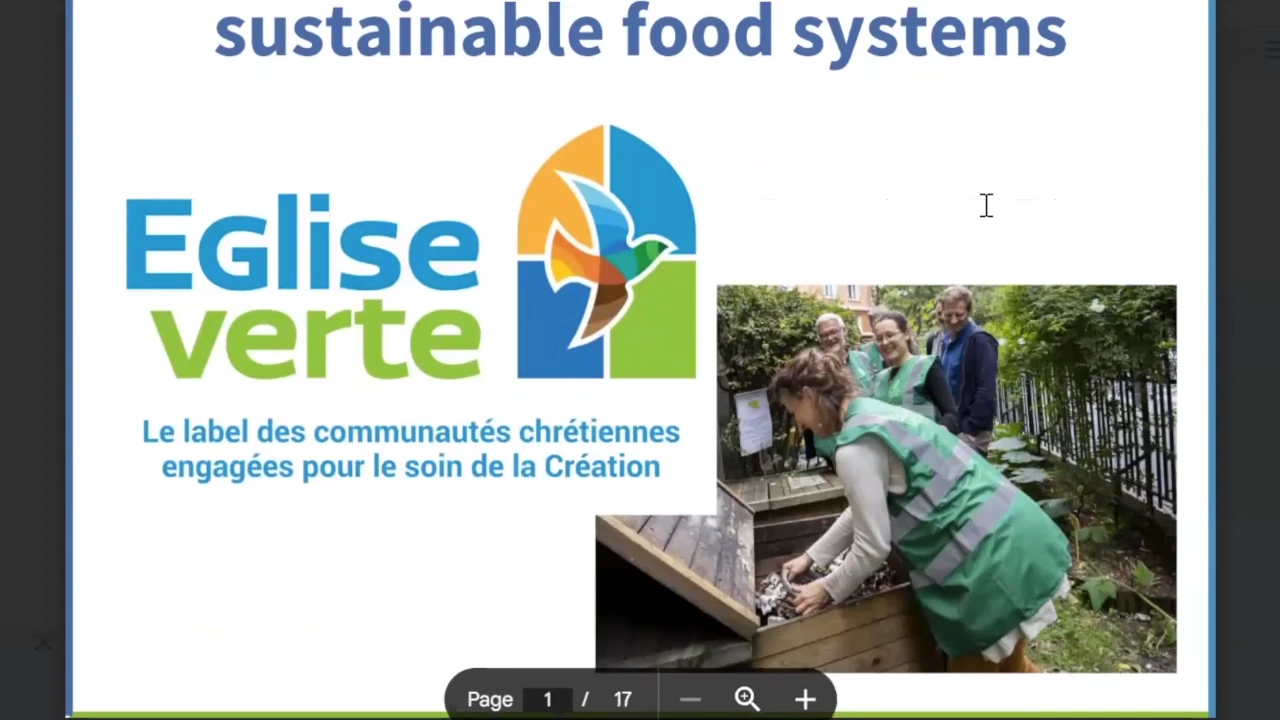 sustainable food systems
Eglise
verte
Le label des communautés chrétiennes
engagées pour le soin de la Création
Page 1 / 17